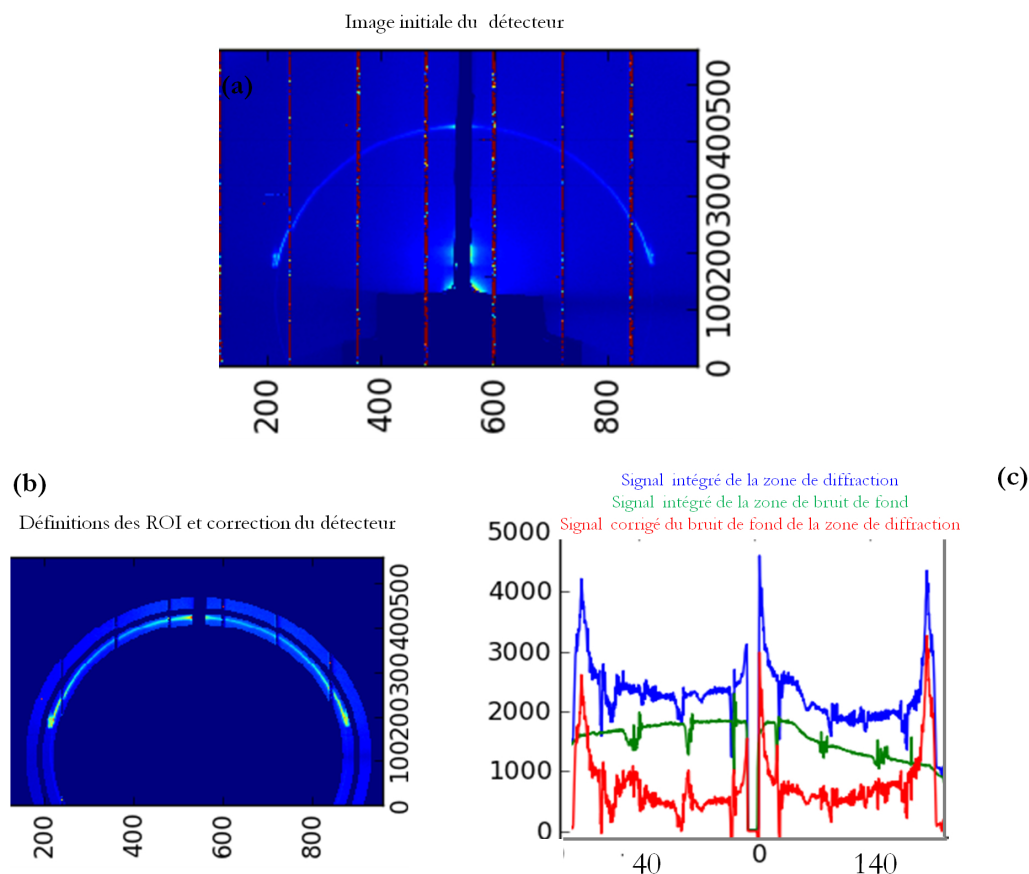 Image initiale du détecteur
(a)
0 100 200 300 400 500
200 400 600 800
(b)
Définitions des ROI et correction du détecteur
0 100 200 300 400 500
200 400 600 800
(c)
Signal intégré de la zone de diffraction
Signal intégré de la zone de bruit de fond
Signal corrigé du bruit de fond de la zone de diffraction
5000
4000
3000
2000
1000
0
40 0 140